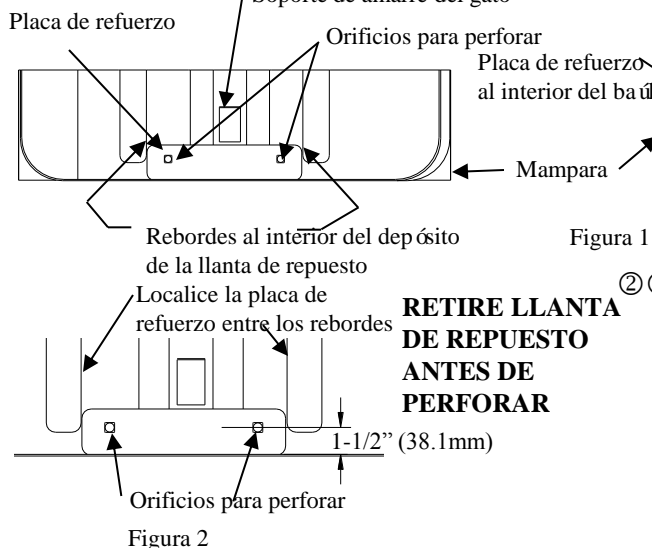 Soporte de amarre del gato
Placa de refuerzo
Orificios para perforar
Placa de refuerzo
al interior del baúl
Mampara
Rebordes al interior del depósito
de la llanta de repuesto
Figura 1
Localice la placa de
refuerzo entre los rebordes
②
RETIRE LLANTA
DE REPUESTO
ANTES DE
PERFORAR
1-1/2” (38.1mm)
Orificios para perforar
Figura 2